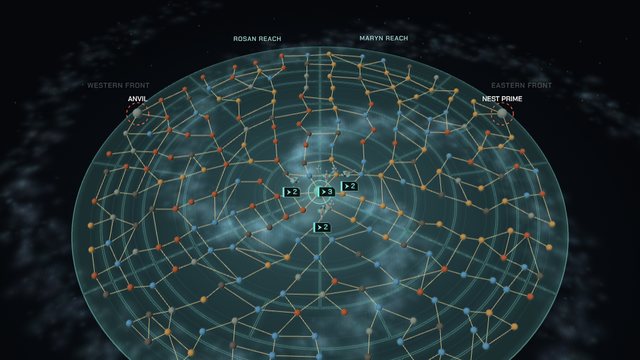 ROSAN REACH
MARYN REACH
WESTERN FRONT
EASTERN FRONT
ANVIL
NEST PRIME
2
3
2
2